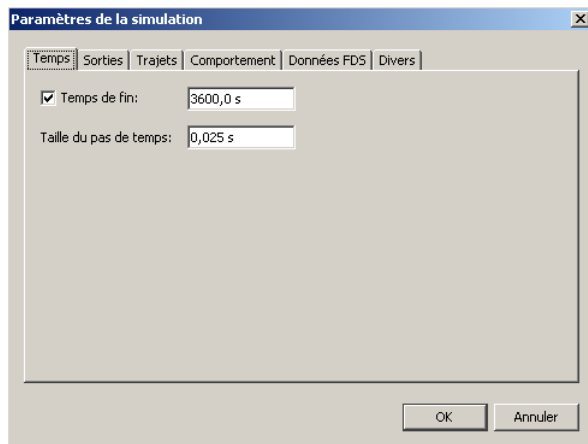 Paramètres de la simulation
Temps Sorties Trajets Comportement Données FDS Divers
Temps de fin: 3600,0 s
Taille du pas de temps: 0,025 s
OK Annuler